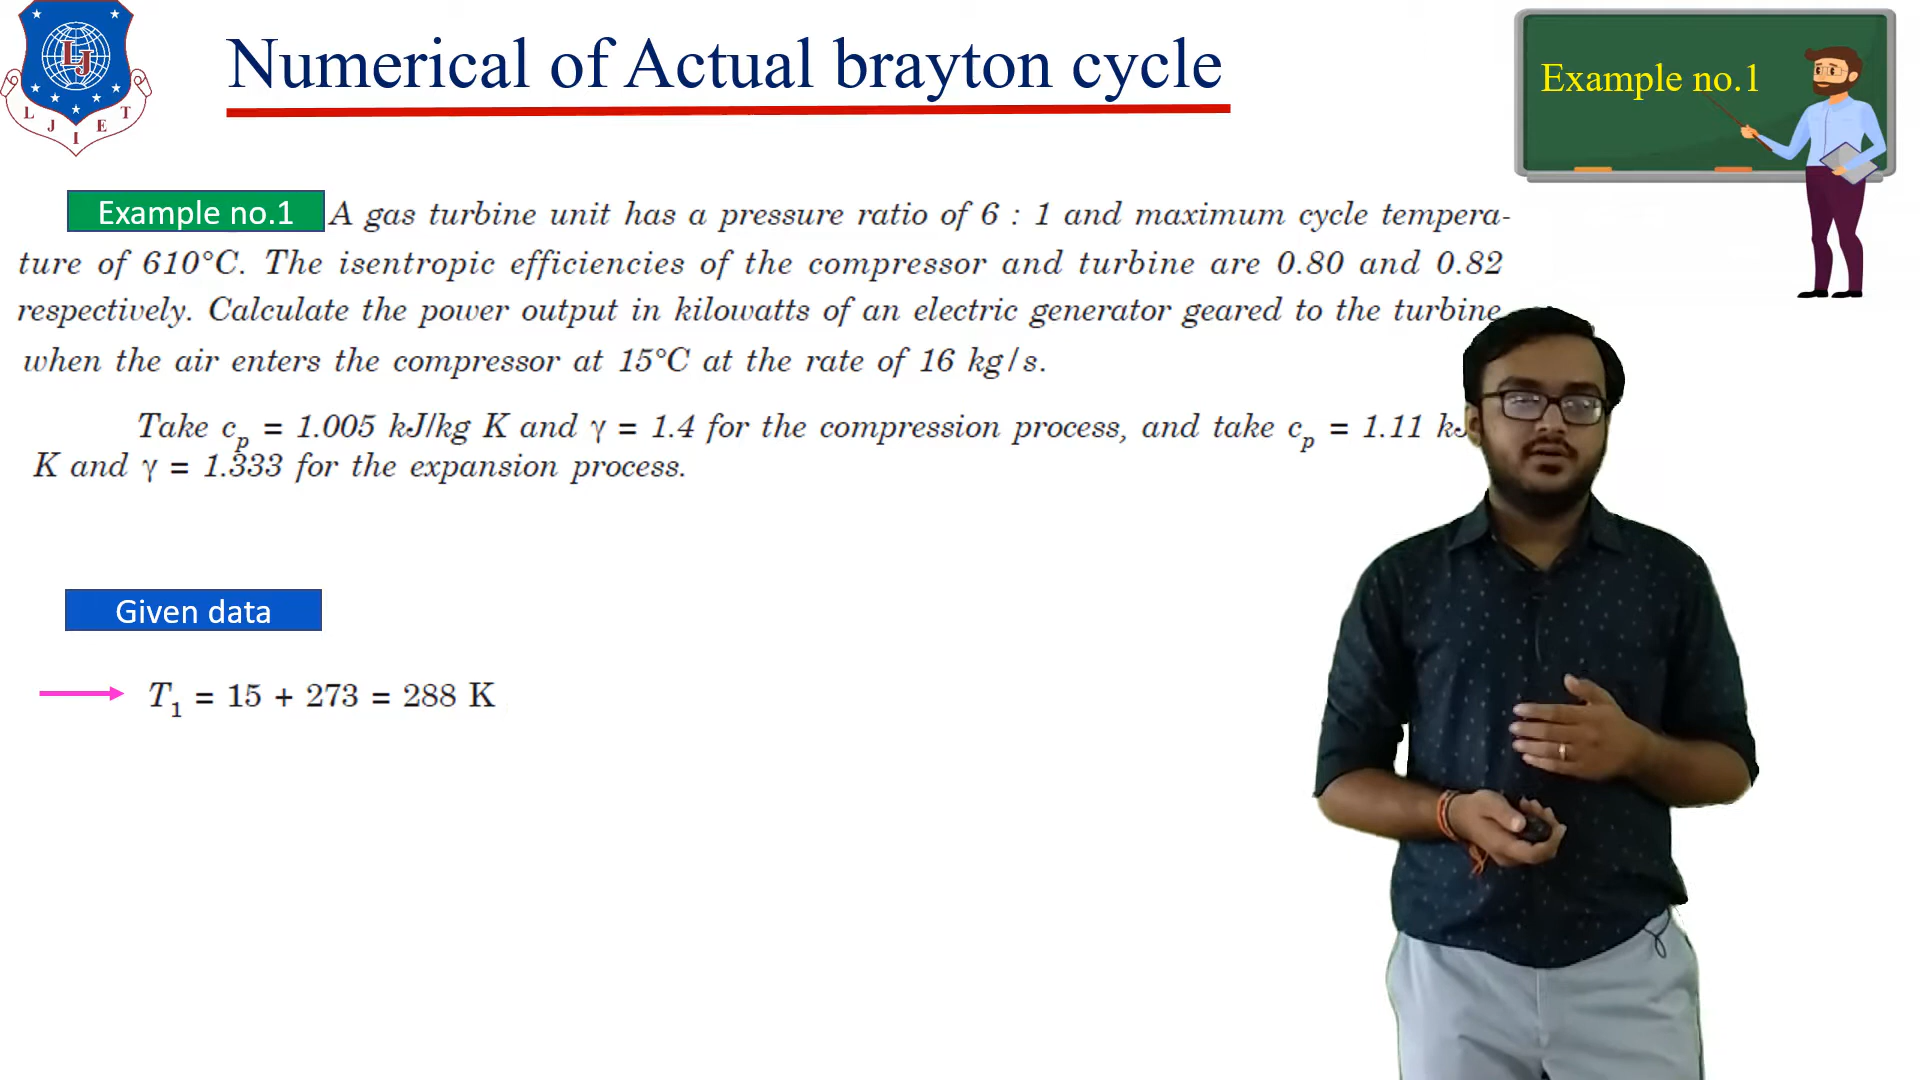 L J I E T
LJ
Numerical of Actual brayton cycle
Example no.1
Example no.1 A gas turbine unit has a pressure ratio of 6 : 1 and maximum cycle tempera-
ture of 610°C. The isentropic efficiencies of the compressor and turbine are 0.80 and 0.82
respectively. Calculate the power output in kilowatts of an electric generator geared to the turbine
when the air enters the compressor at 15°C at the rate of 16 kg/s.
Take cp = 1.005 kJ/kg K and γ = 1.4 for the compression process, and take cp = 1.11
K and γ = 1.333 for the expansion process.
Given data
T1 = 15 + 273 = 288 K